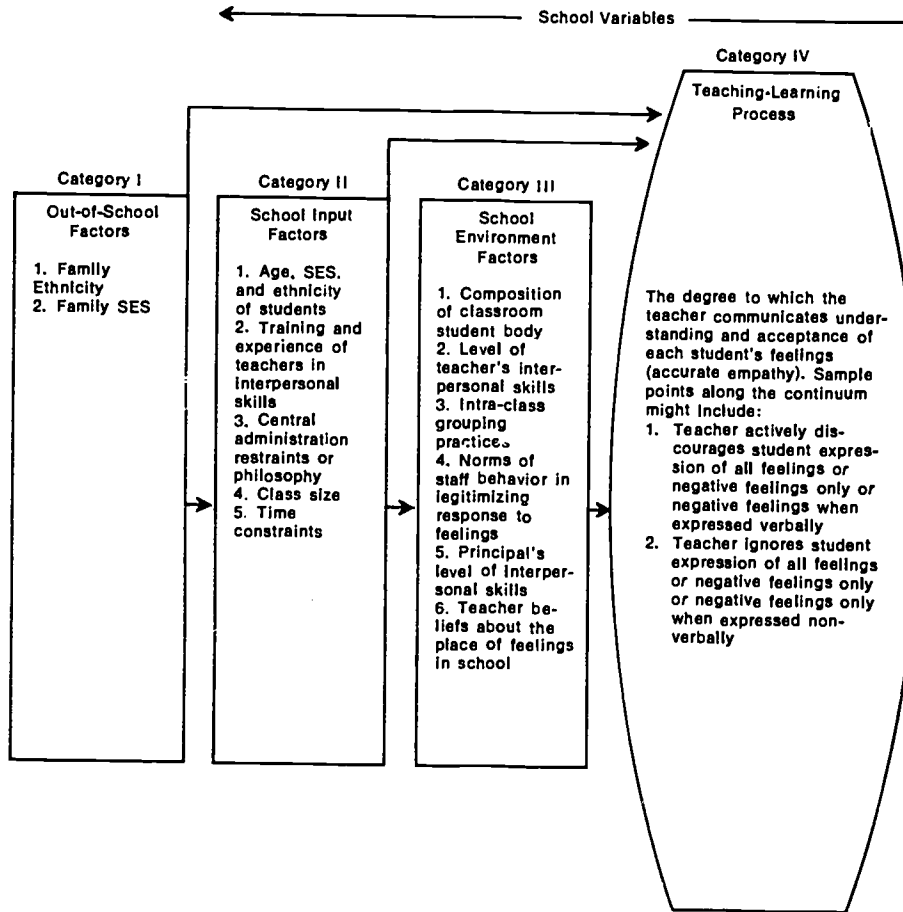 School Variables
Category IV
Teaching-Learning
Process
Category I
Out-of-School
Factors
1. Family
Ethnicity
2. Family SES
Category II
School Input
Factors
1. Age, SES,
and ethnicity
of students
2. Training and
experience of
teachers in
interpersonal
skills
3. Central
administration
restraints or
philosophy
4. Class size
5. Time
constraints
Category III
School
Environment
Factors
1. Composition
of classroom
student body
2. Level of
teacher's inter-
personal skills
3. Intra-class
grouping
practices
4. Norms of
staff behavior in
legitimizing
response to
feelings
5. Principal's
level of interper-
sonal skills
6. Teacher be-
liefs about the
place of feelings
in school
The degree to which the
teacher communicates under-
standing and acceptance of
each student's feelings
(accurate empathy). Sample
points along the continuum
might include:
1. Teacher actively dis-
courages student expres-
sion of all feelings or
negative feelings only or
negative feelings when
expressed verbally
2. Teacher ignores student
expression of all feelings
or negative feelings only
or negative feelings only
when expressed non-
verbally